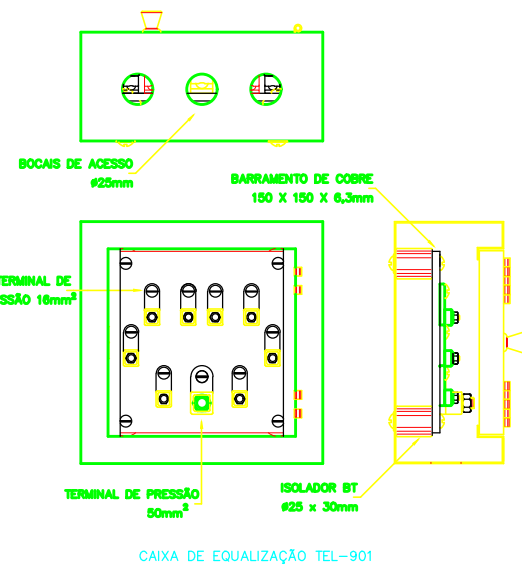 BOCAIS DE ACESSO
ø25mm
BARRAMENTO DE COBRE
150 X 150 X 6,3mm
TERMINAL DE
SSÃO 16mm²
TERMINAL DE PRESSÃO
50mm²
ISOLADOR BT
ø25 x 30mm
CAIXA DE EQUALIZAÇÃO TEL-901